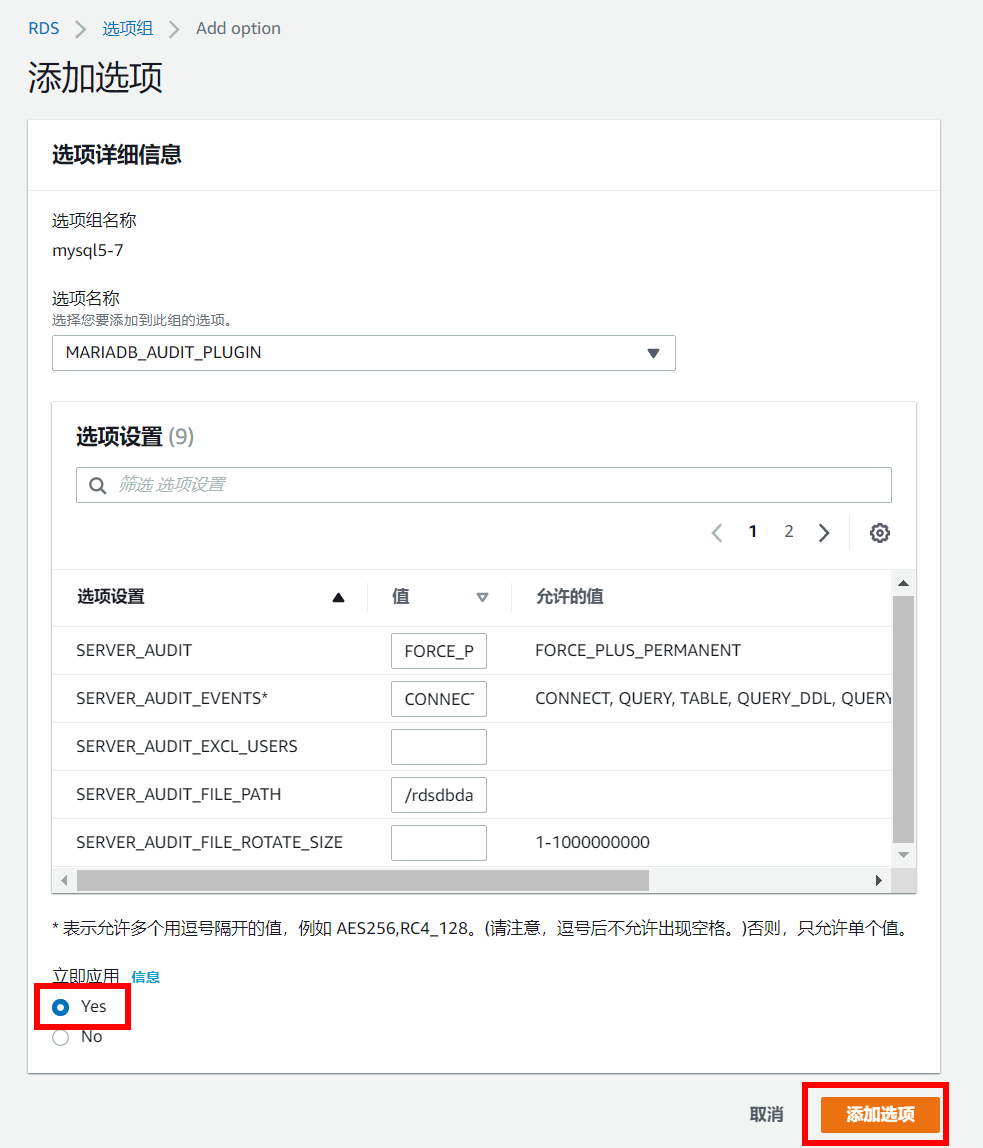 RDS 选项组 Add option
添加选项
选项详细信息
选项组名称
mysql5-7
选项名称
选择您要添加到此组的选项。
MARIADB_AUDIT_PLUGIN
选项设置 (9)
筛选 选项设置
1 2
选项设置 值 允许的值
SERVER_AUDIT FORCE_P FORCE_PLUS_PERMANENT
SERVER_AUDIT_EVENTS* CONNECT CONNECT, QUERY, TABLE, QUERY_DDL, QUERY
SERVER_AUDIT_EXCL_USERS
SERVER_AUDIT_FILE_PATH /rdsdbda
SERVER_AUDIT_FILE_ROTATE_SIZE 1-1000000000
* 表示允许多个用逗号隔开的值，例如 AES256,RC4_128。(请注意，逗号后不允许出现空格。)否则，只允许单个值。
立即应用 信息
Yes
No
取消 添加选项